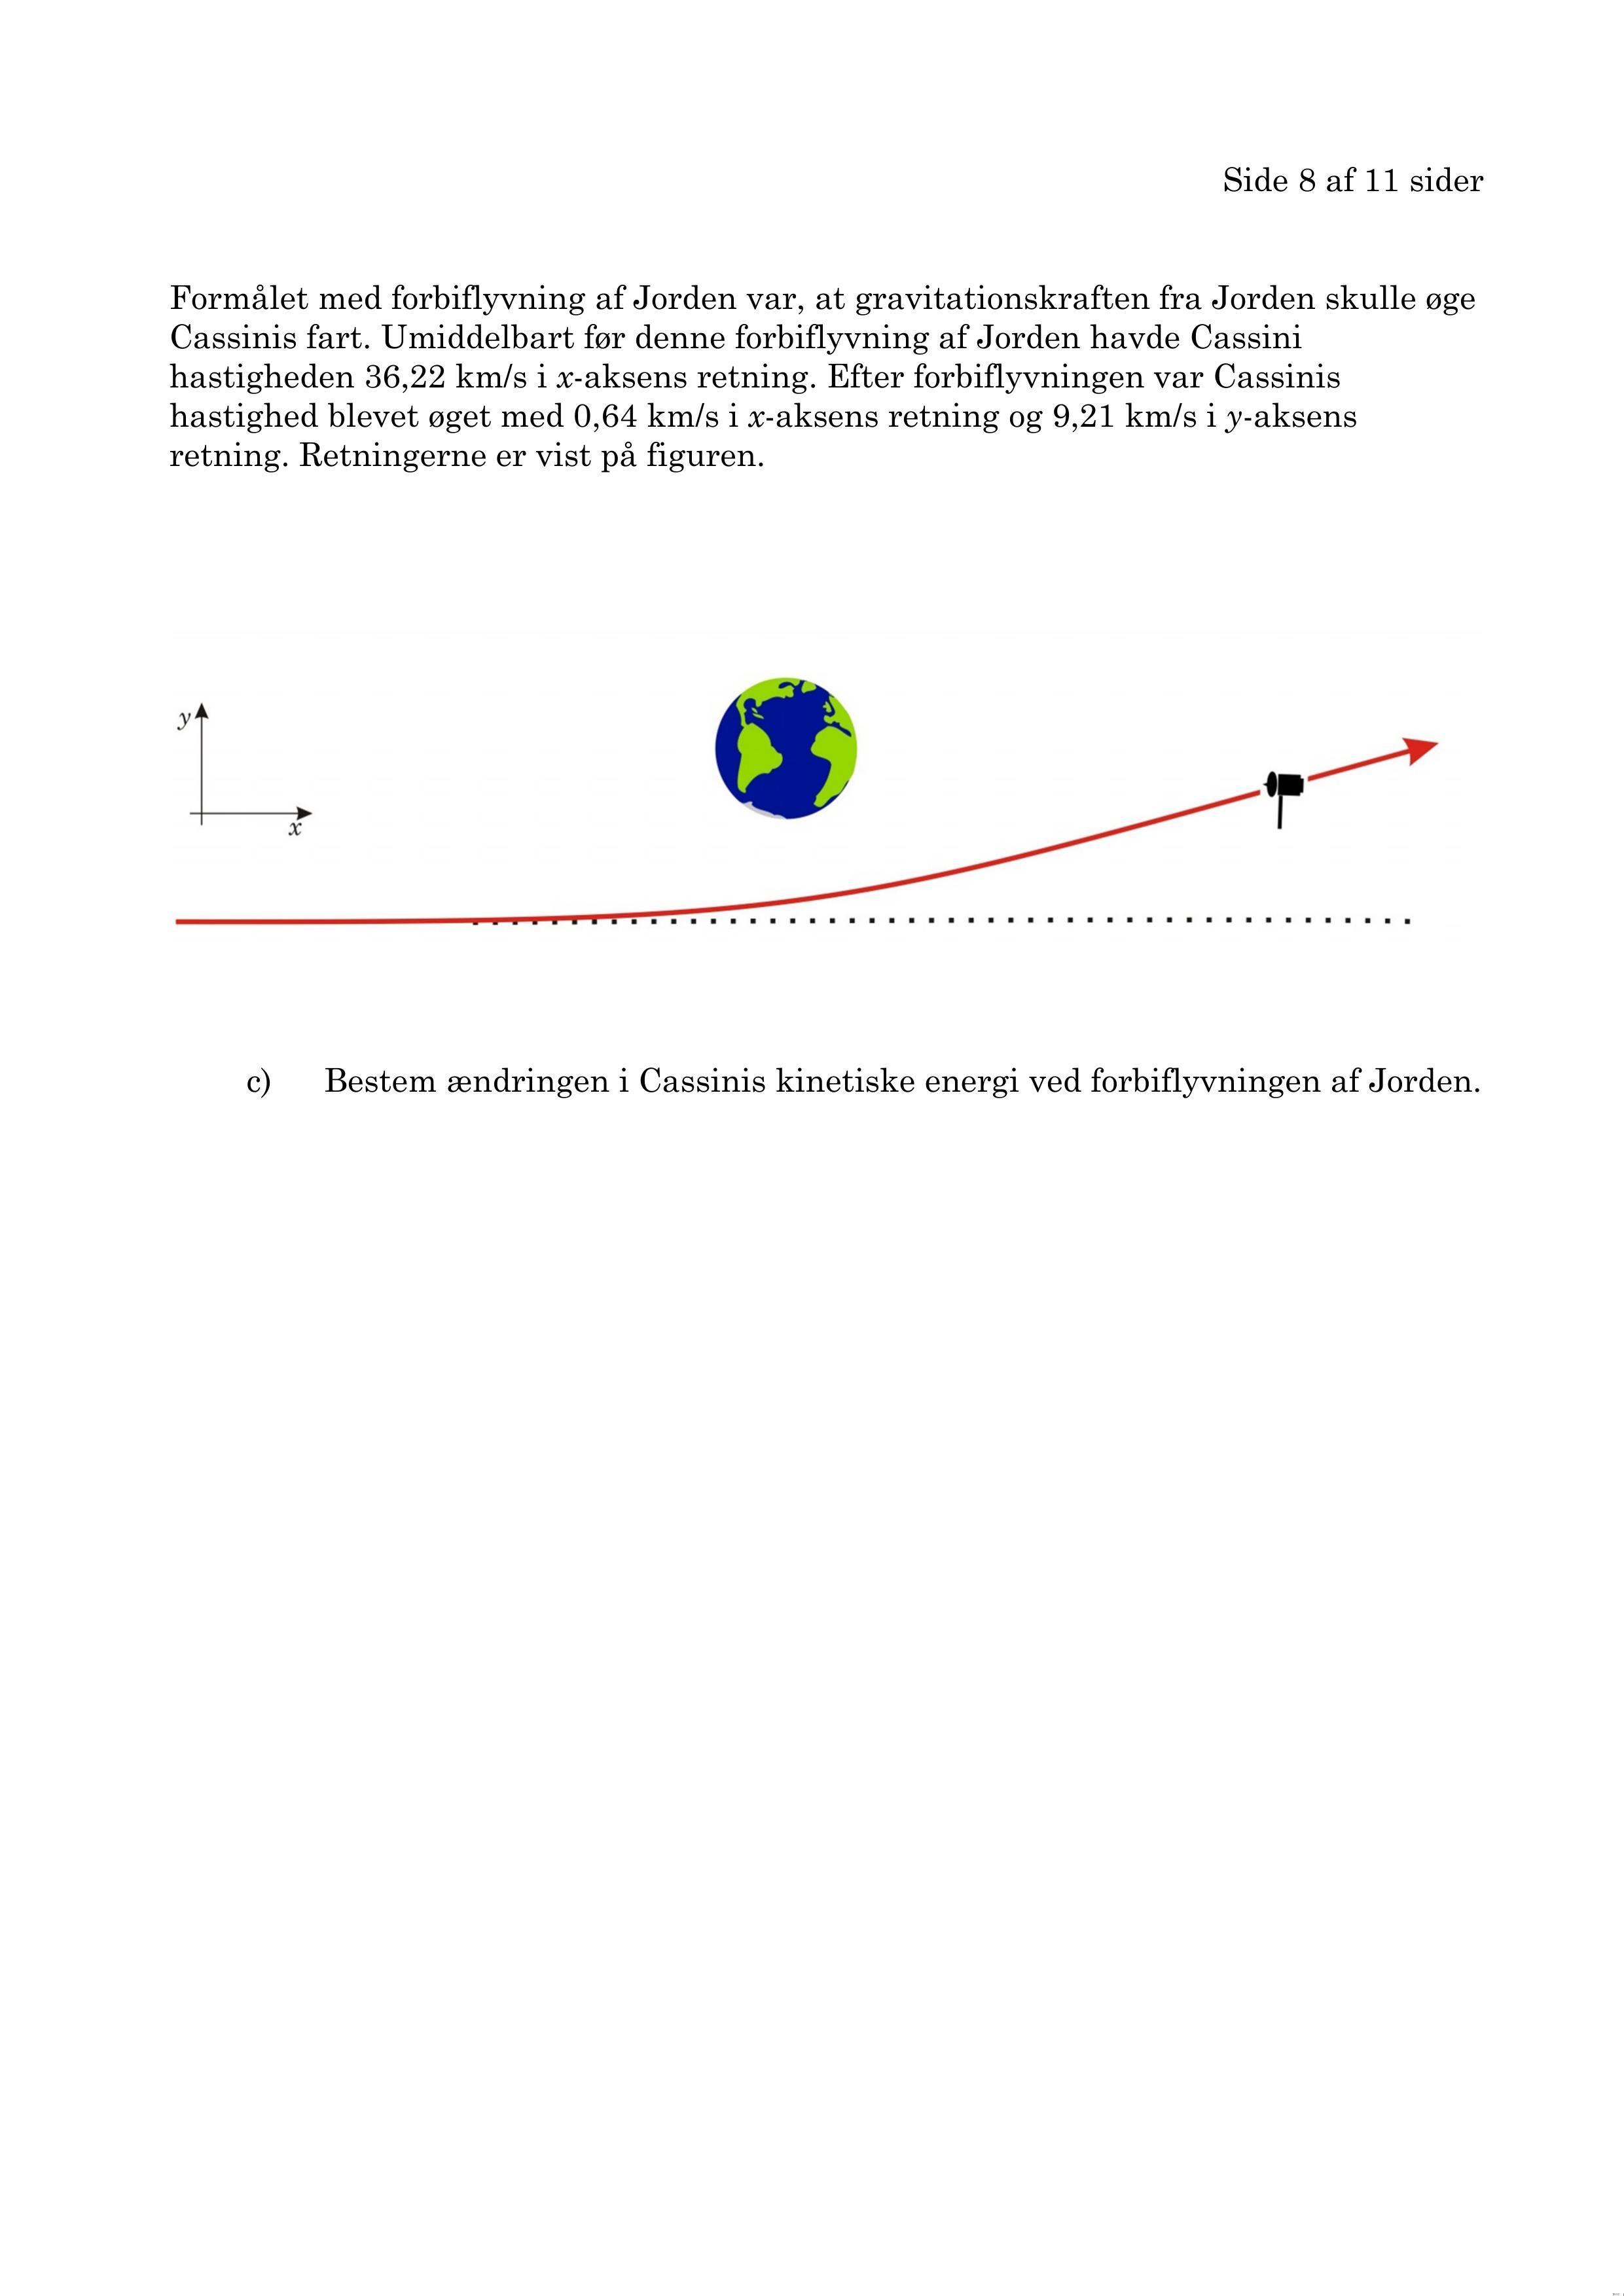 Side 8 af 11 sider
Formålet med forbiflyvning af Jorden var, at gravitationskraften fra Jorden skulle øge
Cassinis fart. Umiddelbart før denne forbiflyvning af Jorden havde Cassini
hastigheden 36,22 km/s i x-aksens retning. Efter forbiflyvningen var Cassinis
hastighed blevet øget med 0,64 km/s i x-aksens retning og 9,21 km/s i y-aksens
retning. Retningerne er vist på figuren.
y
x
c) Bestem ændringen i Cassinis kinetiske energi ved forbiflyvningen af Jorden.